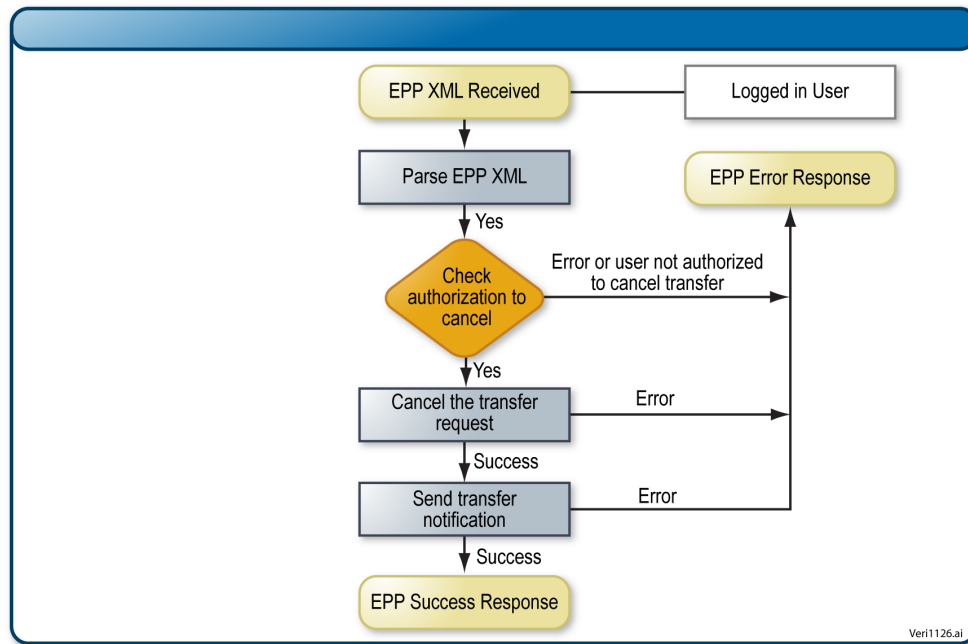 EPP XML Received
Logged in User
Parse EPP XML
EPP Error Response
Yes
Check
authorization to
cancel
Error or user not authorized
to cancel transfer
Yes
Cancel the transfer
request
Error
Success
Send transfer
notification
Error
Success
EPP Success Response
Veri1126.ai